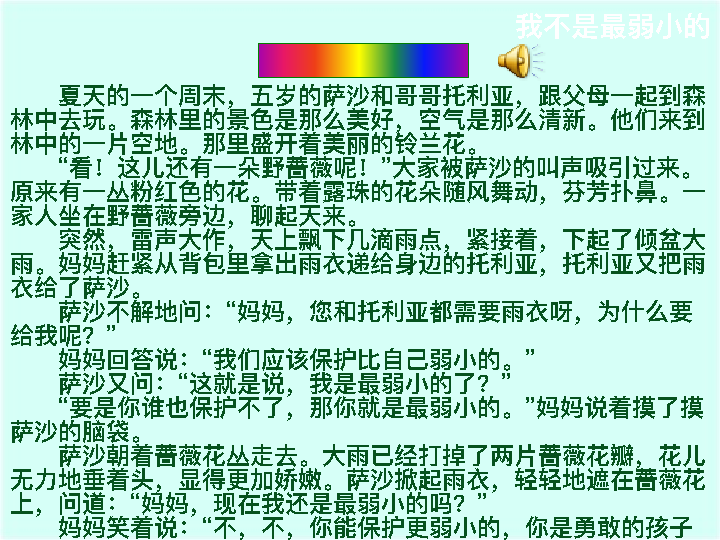 我不是最弱小的
夏天的一个周末，五岁的萨沙和哥哥托利亚，跟父母一起到森
林中去玩。森林里的景色是那么美好，空气是那么清新。他们来到
林中的一片空地。那里盛开着美丽的铃兰花。
“看！这儿还有一朵野蔷薇呢！”大家被萨沙的叫声吸引过来。
原来有一丛粉红色的花。带着露珠的花朵随风舞动，芬芳扑鼻。一
家人坐在野蔷薇旁边，聊起天来。
突然，雷声大作，天上飘下几滴雨点，紧接着，下起了倾盆大
雨。妈妈赶紧从背包里拿出雨衣递给身边的托利亚，托利亚又把雨
衣给了萨沙。
萨沙不解地问：“妈妈，您和托利亚都需要雨衣呀，为什么要
给我呢？”
妈妈回答说：“我们应该保护比自己弱小的。”
萨沙又问：“这就是说，我是最弱小的了？”
“要是你谁也保护不了，那你就是最弱小的。”妈妈说着摸了摸
萨沙的脑袋。
萨沙朝着蔷薇花丛走去。大雨已经打掉了两片蔷薇花瓣，花儿
无力地垂着头，显得更加娇嫩。萨沙掀起雨衣，轻轻地遮在蔷薇花
上，问道：“妈妈，现在我还是最弱小的吗？”
妈妈笑着说：“不，不，你能保护更弱小的，你是勇敢的孩子